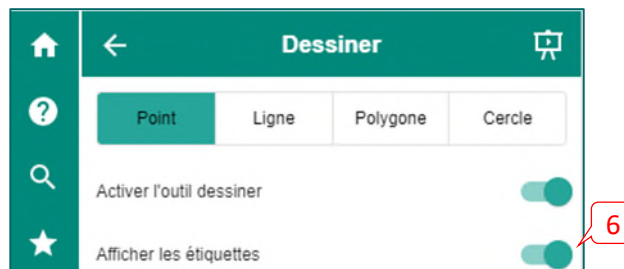 Dessiner
Point Ligne Polygone Cercle
Activer l'outil dessiner
Afficher les étiquettes
6